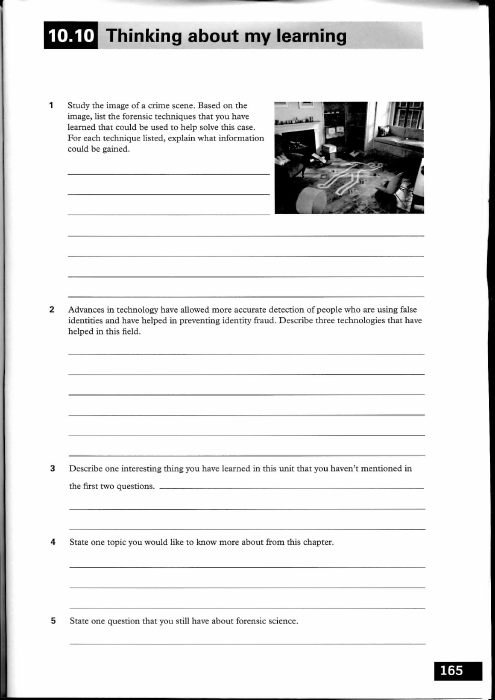 10.10 Thinking about my learning
1 Study the image of a crime scene. Based on the
image, list the forensic techniques that you have
learned that could be used to help solve this case.
For each technique listed, explain what information
could be gained.
2 Advances in technology have allowed more accurate detection of people who are using false
identities and have helped in preventing identity fraud. Describe three technologies that have
helped in this field.
3 Describe one interesting thing you have learned in this unit that you haven't mentioned in
the first two questions.
4 State one topic you would like to know more about from this chapter.
5 State one question that you still have about forensic science.
165